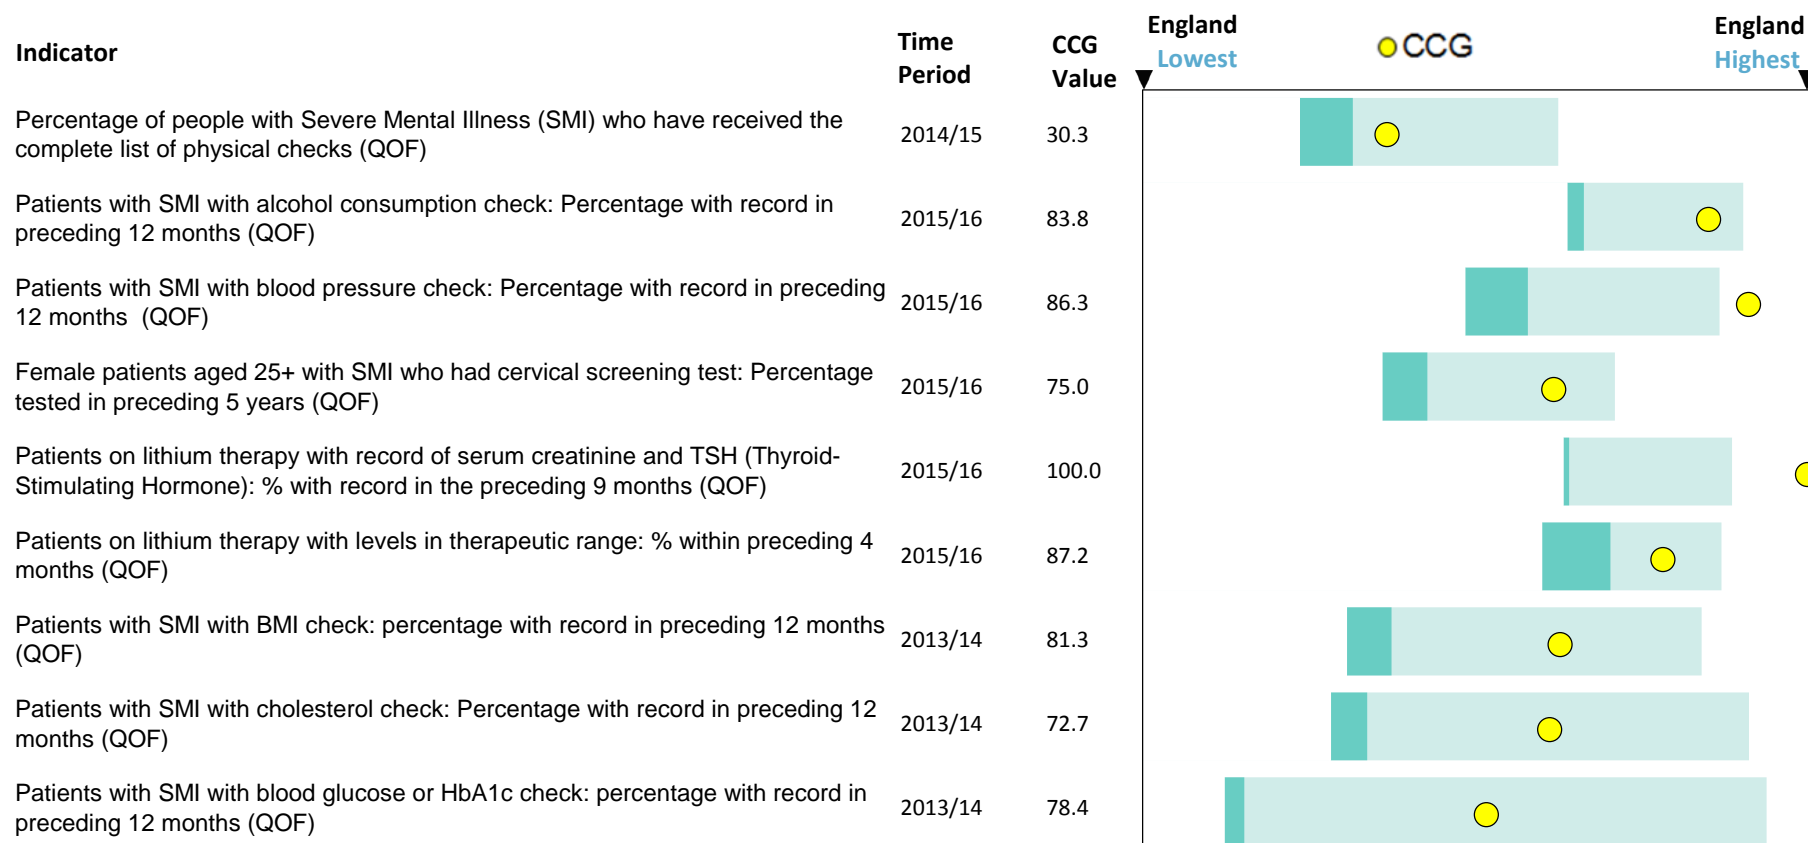 Indicator
Time
Period
CCG
Value
England
Lowest
CCG
England
Highest
Percentage of people with Severe Mental Illness (SMI) who have received the
complete list of physical checks (QOF)
2014/15
30.3
Patients with SMI with alcohol consumption check: Percentage with record in
preceding 12 months (QOF)
2015/16
83.8
Patients with SMI with blood pressure check: Percentage with record in preceding
12 months  (QOF)
2015/16
86.3
Female patients aged 25+ with SMI who had cervical screening test: Percentage
tested in preceding 5 years (QOF)
2015/16
75.0
Patients on lithium therapy with record of serum creatinine and TSH (Thyroid-
Stimulating Hormone): % with record in the preceding 9 months (QOF)
2015/16
100.0
Patients on lithium therapy with levels in therapeutic range: % within preceding 4
months (QOF)
2015/16
87.2
Patients with SMI with BMI check: percentage with record in preceding 12 months
(QOF)
2013/14
81.3
Patients with SMI with cholesterol check: Percentage with record in preceding 12
months (QOF)
2013/14
72.7
Patients with SMI with blood glucose or HbA1c check: percentage with record in
preceding 12 months (QOF)
2013/14
78.4